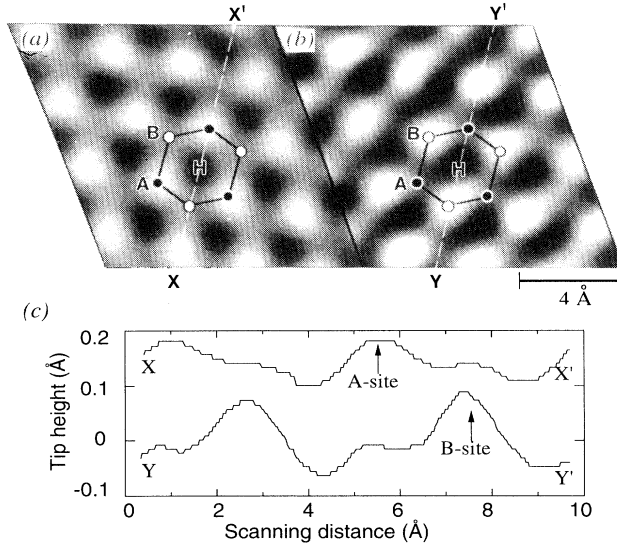 X' Y'
(a) (b)
B B
H H
A A
X Y
4 Å
(c)
0.2
0.1
0
-0.1
Tip height (Å)
X A-site X'
Y B-site Y'
0 2 4 6 8 10
Scanning distance (Å)